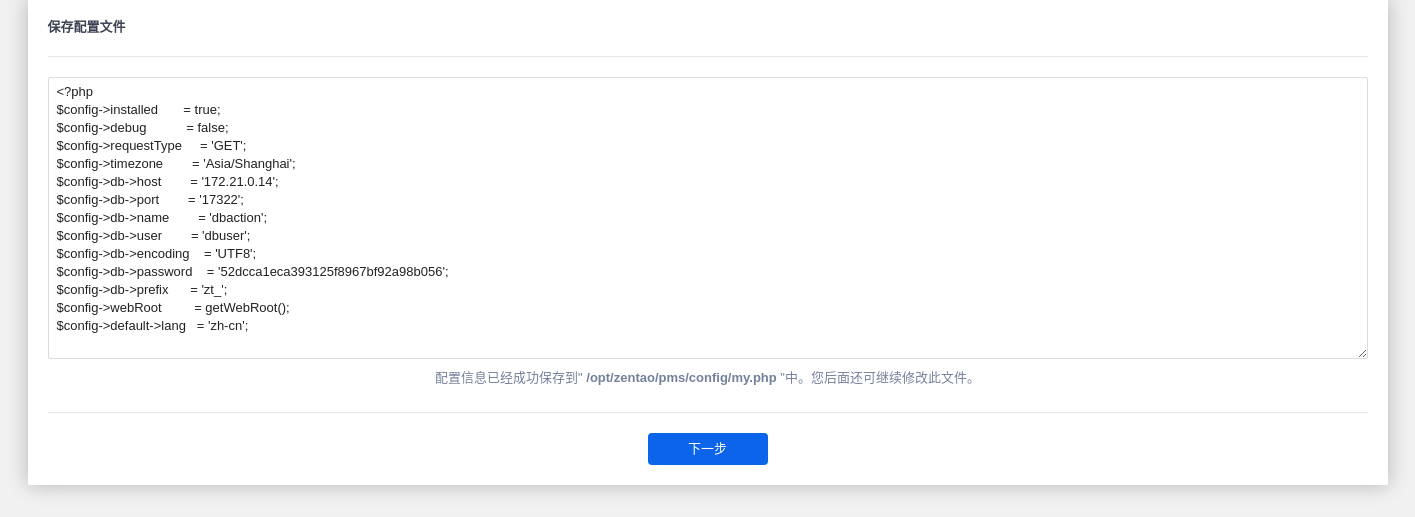 保存配置文件
<?php
$config->installed       = true;
$config->debug           = false;
$config->requestType     = 'GET';
$config->timezone        = 'Asia/Shanghai';
$config->db->host        = '172.21.0.14';
$config->db->port        = '17322';
$config->db->name        = 'dbaction';
$config->db->user        = 'dbuser';
$config->db->encoding    = 'UTF8';
$config->db->password    = '52dcca1eca393125f8967bf92a98b056';
$config->db->prefix      = 'zt_';
$config->webRoot         = getWebRoot();
$config->default->lang   = 'zh-cn';
配置信息已经成功保存到" /opt/zentao/pms/config/my.php "中。您后面还可继续修改此文件。
下一步